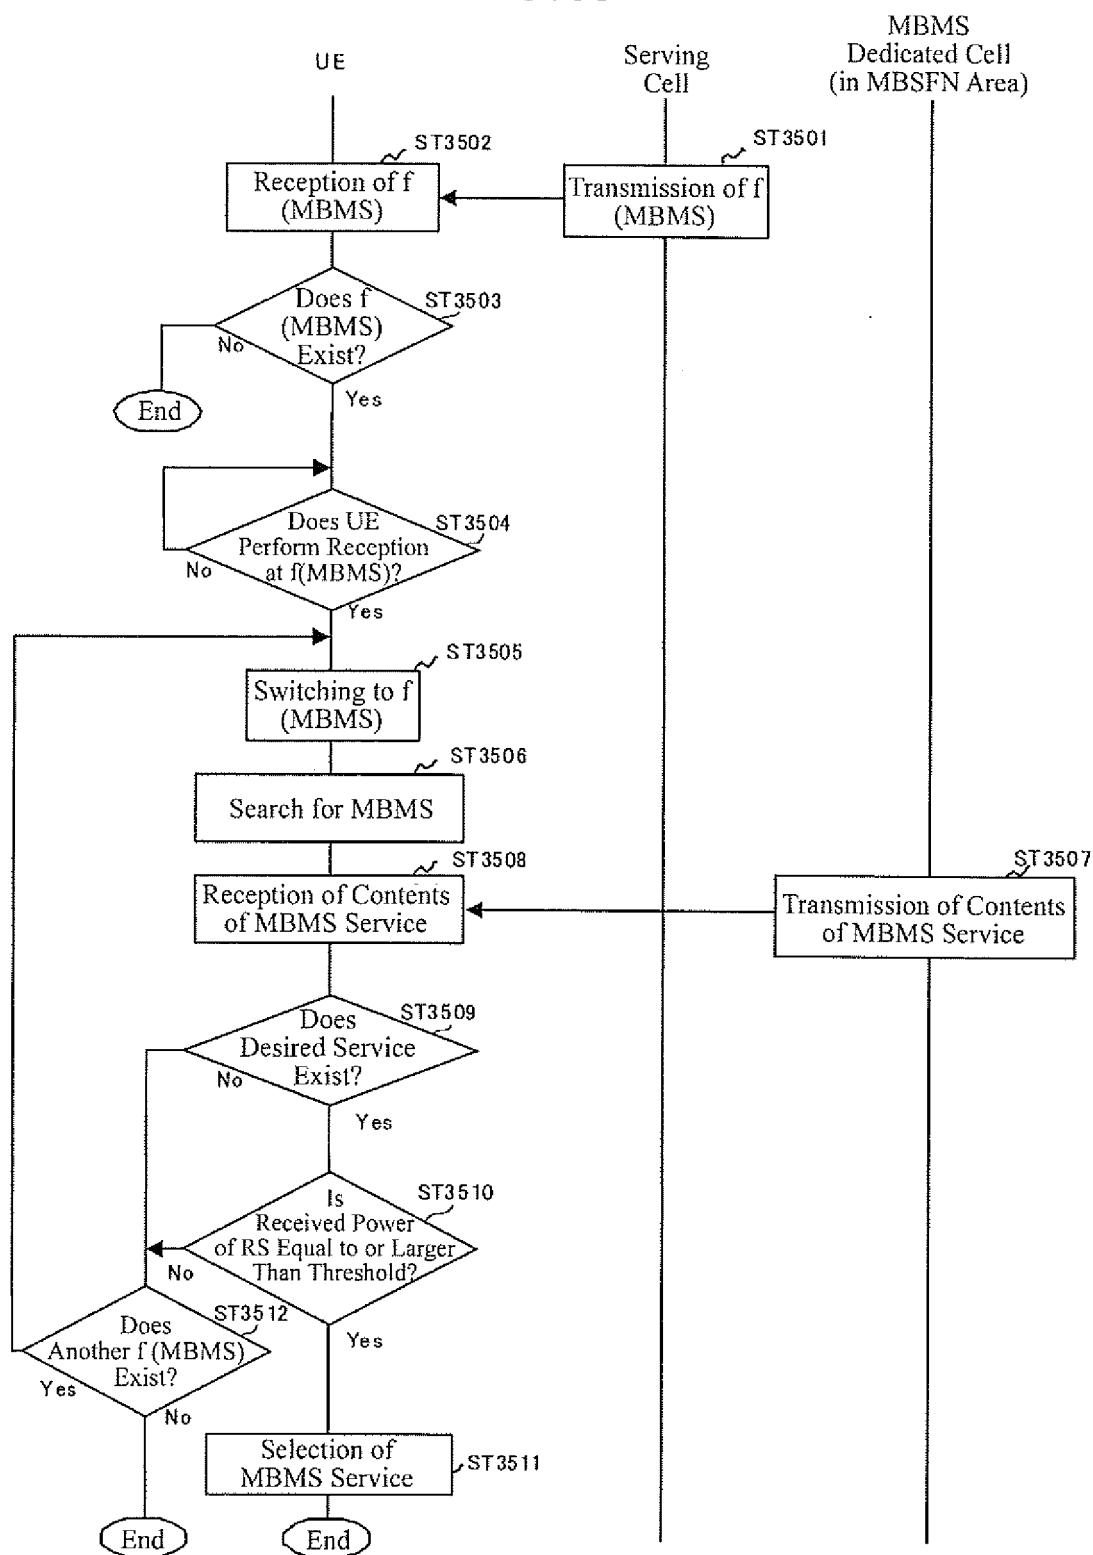 UE
Serving
Cell
MBMS
Dedicated Cell
(in MBSFN Area)
ST3502
Reception of f
(MBMS)
ST3501
Transmission of f
(MBMS)
ST3503
Does f
(MBMS)
Exist?
No
Yes
End
ST3504
Does UE
Perform Reception
at f(MBMS)?
No
Yes
ST3505
Switching to f
(MBMS)
ST3506
Search for MBMS
ST3508
Reception of Contents
of MBMS Service
ST3507
Transmission of Contents
of MBMS Service
ST3509
Does
Desired Service
Exist?
No
Yes
ST3510
Is
Received Power
of RS Equal to or Larger
Than Threshold?
No
Yes
ST3512
Does
Another f (MBMS)
Exist?
Yes
No
Selection of
MBMS Service
ST3511
End
End